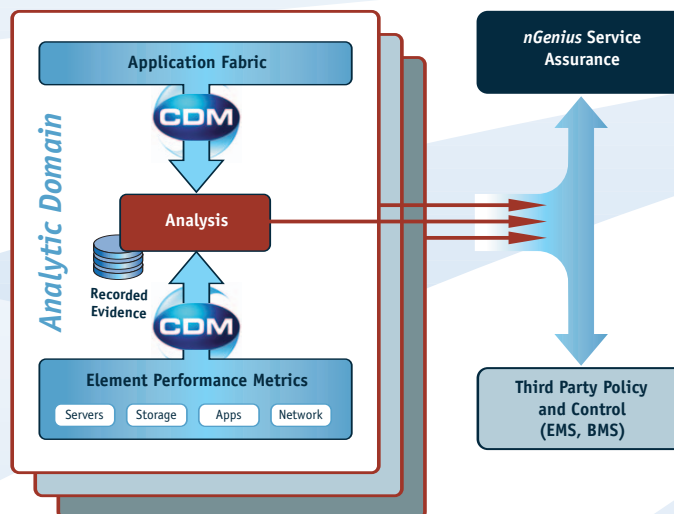 Application Fabric
CDM
Analytic Domain
Analysis
Recorded
Evidence
CDM
Element Performance Metrics
Servers
Storage
Apps
Network
nGenius Service
Assurance
Third Party Policy
and Control
(EMS, BMS)